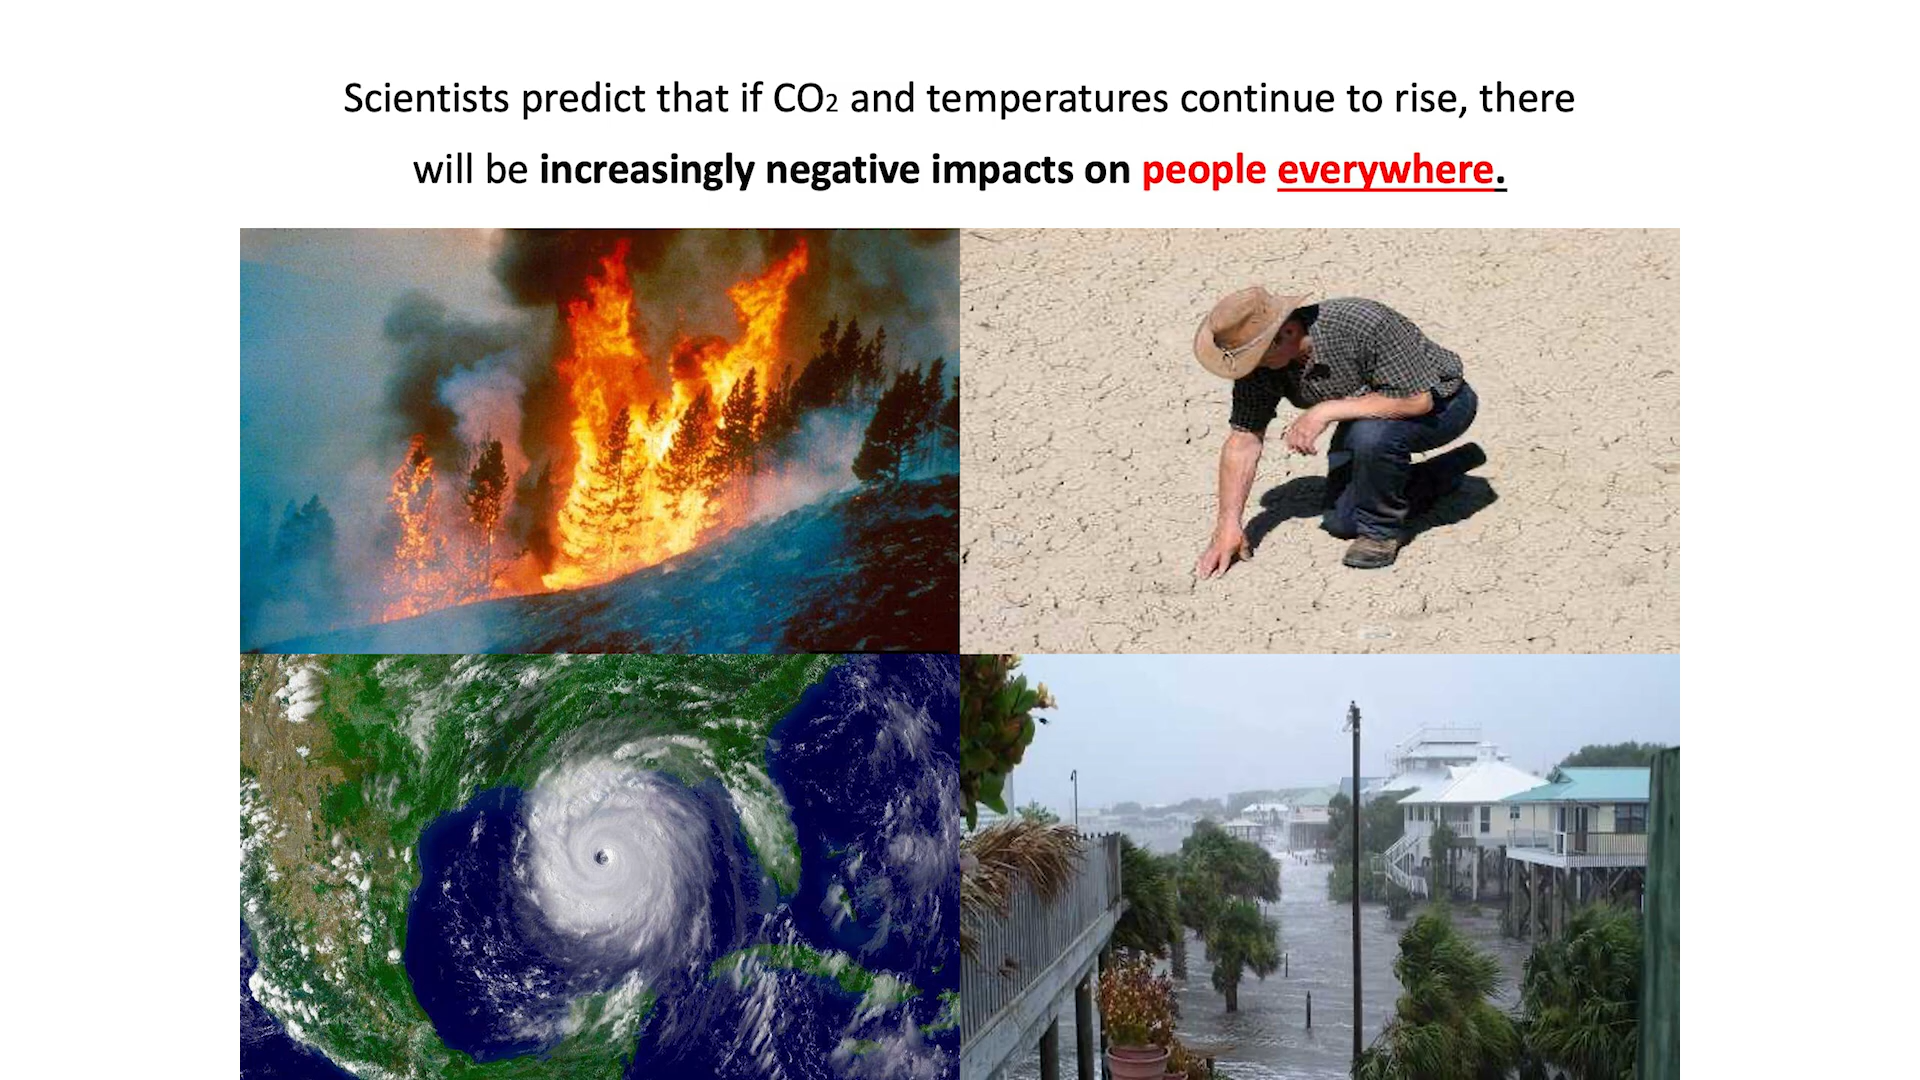 Scientists predict that if CO₂ and temperatures continue to rise, there
will be increasingly negative impacts on people everywhere.